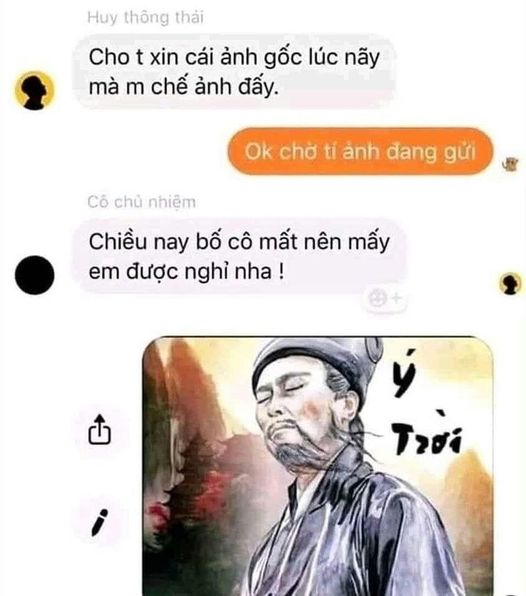 Huy thông thái
Cho t xin cái ảnh gốc lúc nãy
mà m chế ảnh đấy.
Ok chờ tí ảnh đang gửi
Cô chủ nhiệm
Chiều nay bố cô mất nên mấy
em được nghỉ nha !
Ý
Trời